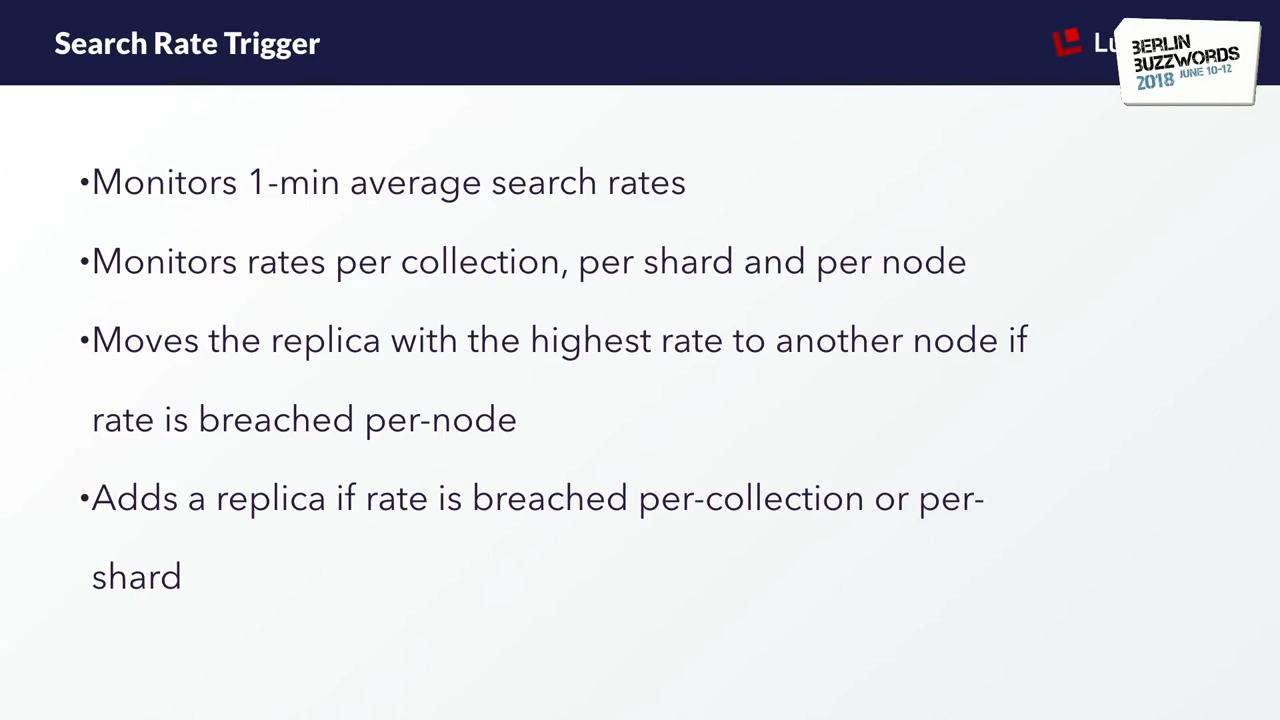 Search Rate Trigger
Lu
BERLIN
BUZZWORDS
2018 JUNE 10-12
•Monitors 1-min average search rates
•Monitors rates per collection, per shard and per node
•Moves the replica with the highest rate to another node if
rate is breached per-node
•Adds a replica if rate is breached per-collection or per-
shard